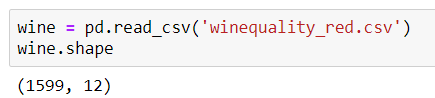 wine = pd.read_csv('winequality_red.csv')
wine.shape
(1599, 12)